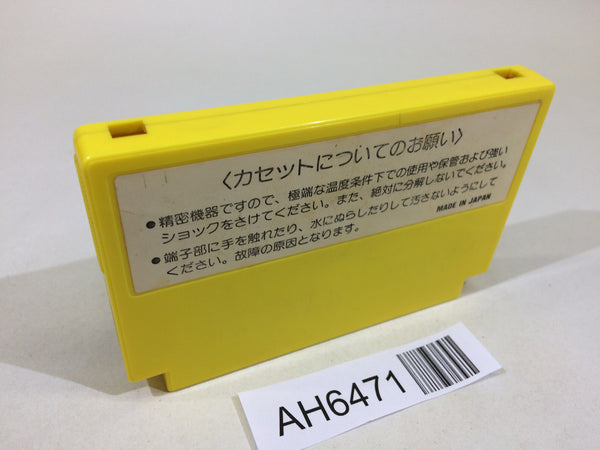 〈カセットについてのお願い〉
●精密機器ですので、極端な温度条件下での使用や保管および強い
ショックをさけてください。また、絶対に分解しないでください。
●端子部に手を触れたり、水にぬらしたりして汚さないようにして
ください。故障の原因となります。
MADE IN JAPAN
AH6471